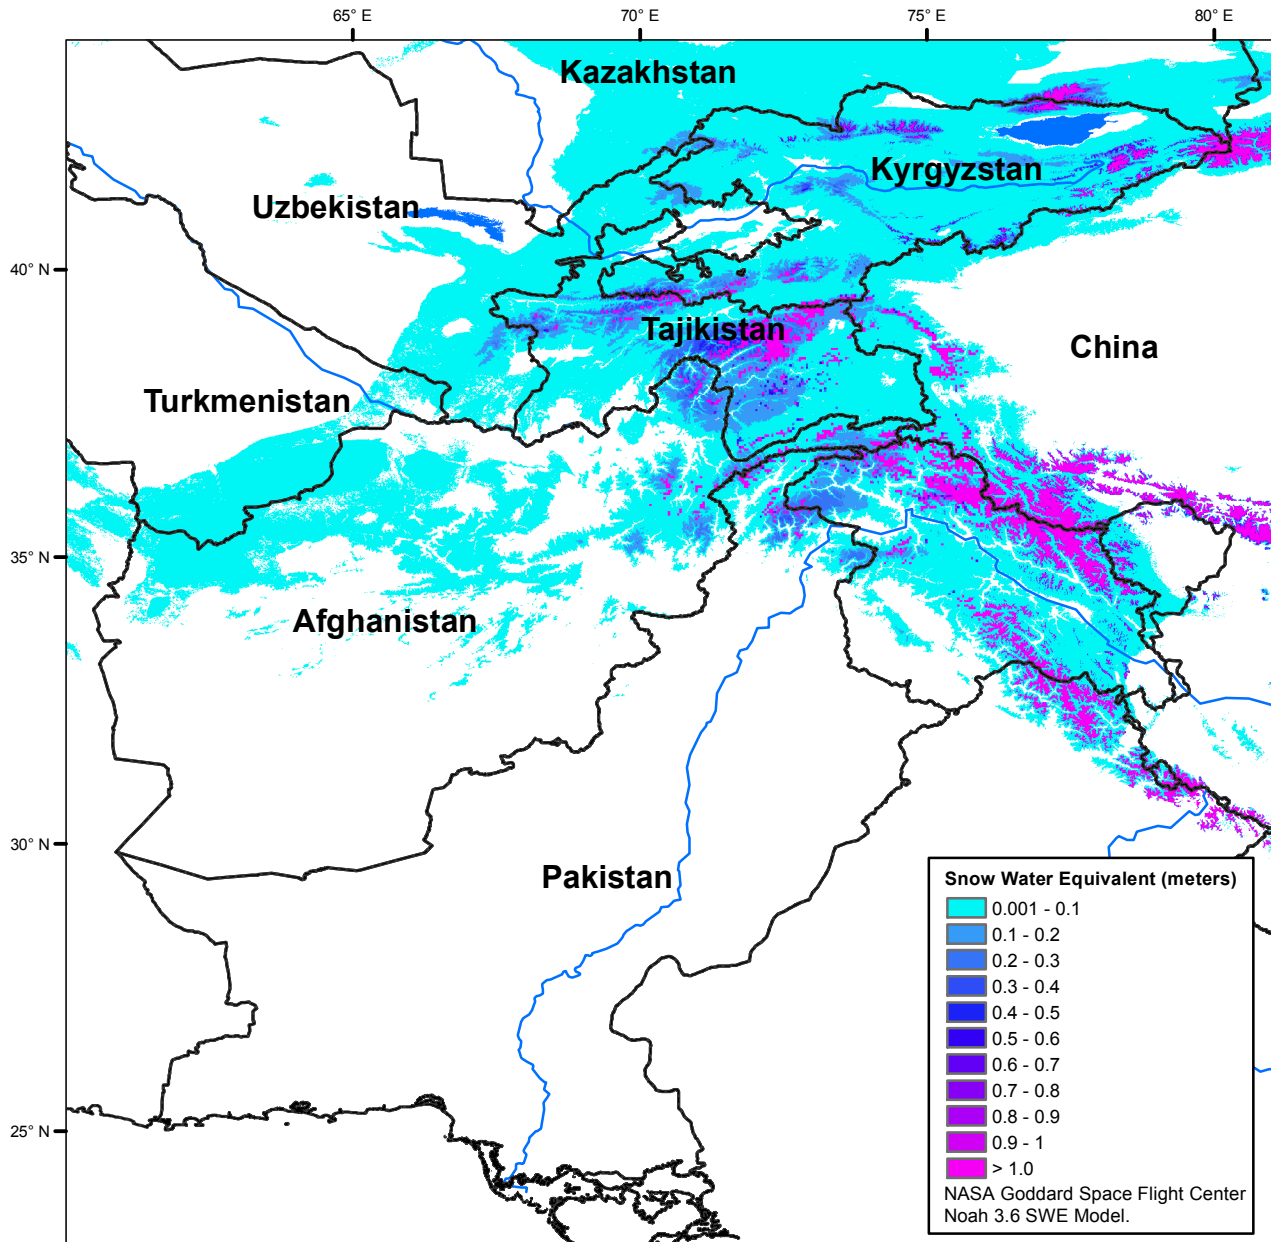 65° E
70° E
75° E
80° E
Kazakhstan
Kyrgyzstan
Uzbekistan
40° N
Tajikistan
China
Turkmenistan
35° N
Afghanistan
30° N
Pakistan
Snow Water Equivalent (meters)
0.001 - 0.1
0.1 - 0.2
0.2 - 0.3
0.3 - 0.4
0.4 - 0.5
0.5 - 0.6
0.6 - 0.7
0.7 - 0.8
0.8 - 0.9
0.9 - 1
> 1.0
NASA Goddard Space Flight Center
Noah 3.6 SWE Model.
25° N